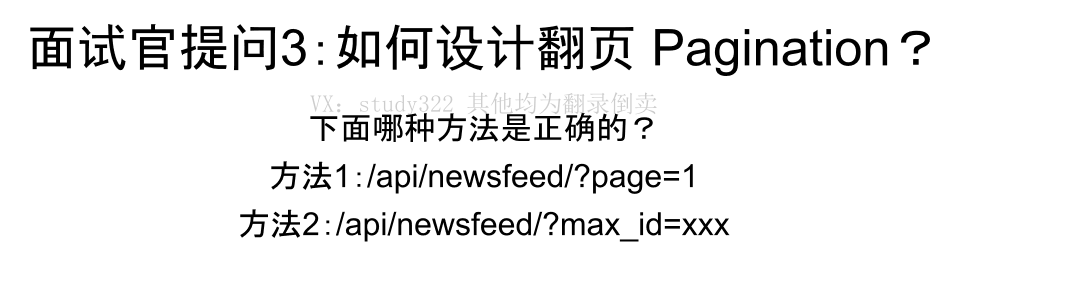 面试官提问3：如何设计翻页 Pagination？
VX：study322 其他均为翻录倒卖
下面哪种方法是正确的？
方法1：/api/newsfeed/?page=1
方法2：/api/newsfeed/?max_id=xxx